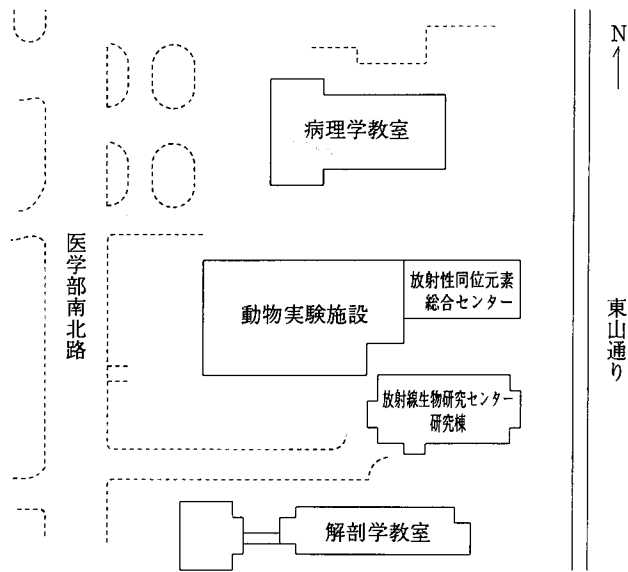 N
病理学教室
医学部南北路
動物実験施設
放射性同位元素
総合センター
東山通り
放射線生物研究センター
研究棟
解剖学教室